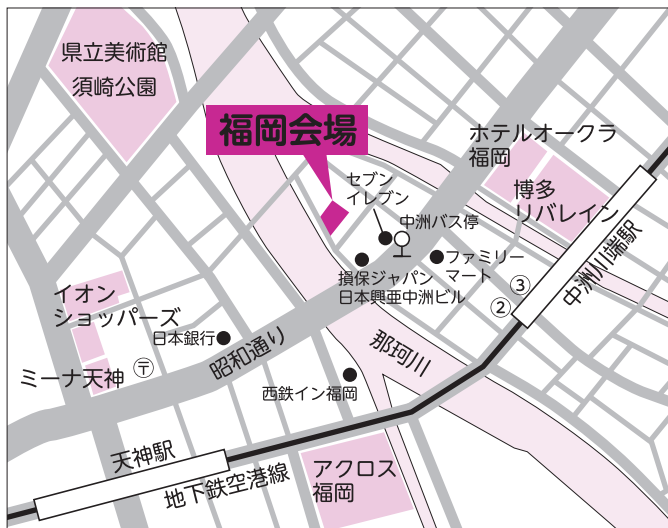 県立美術館
須崎公園
福岡会場
ホテルオークラ
福岡
セブン
イレブン
博多
リバレイン
中洲バス停
ファミリー
マート
中洲川端駅
損保ジャパン
日本興亜中洲ビル
③
②
イオン
ショッパーズ
日本銀行
昭和通り
那珂川
ミーナ天神
〒
西鉄イン福岡
天神駅
地下鉄空港線
アクロス
福岡